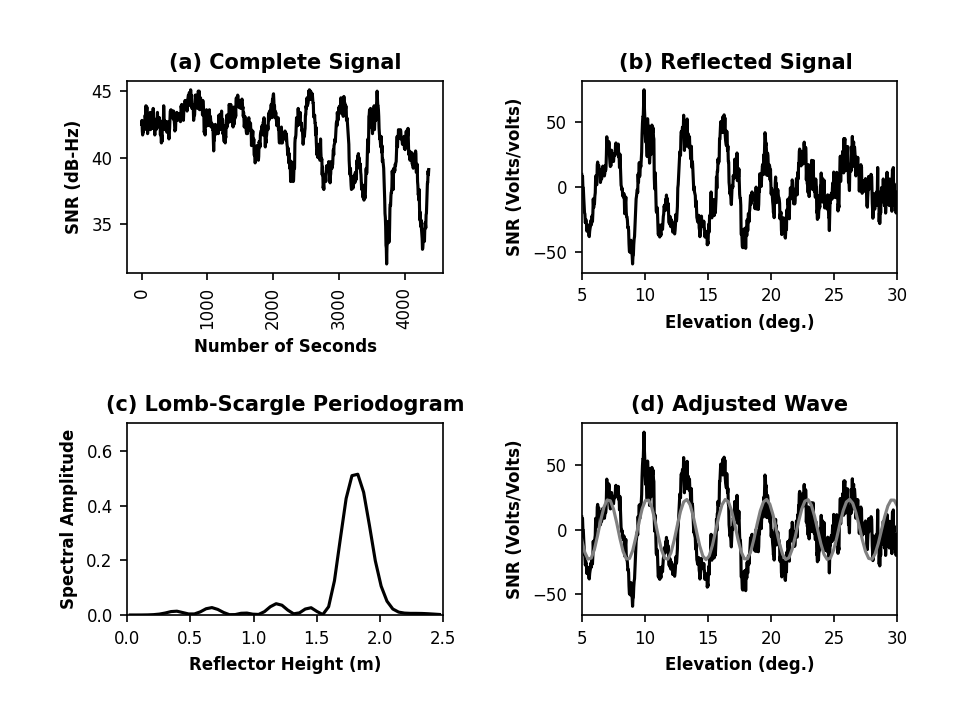 (a) Complete Signal
45
40
35
SNR (dB-Hz)
0
1000
2000
3000
4000
Number of Seconds
(b) Reflected Signal
50
0
−50
SNR (Volts/volts)
5 10 15 20 25 30
Elevation (deg.)
(c) Lomb-Scargle Periodogram
0.6
0.4
0.2
0.0
Spectral Amplitude
0.0 0.5 1.0 1.5 2.0 2.5
Reflector Height (m)
(d) Adjusted Wave
50
0
−50
SNR (Volts/Volts)
5 10 15 20 25 30
Elevation (deg.)